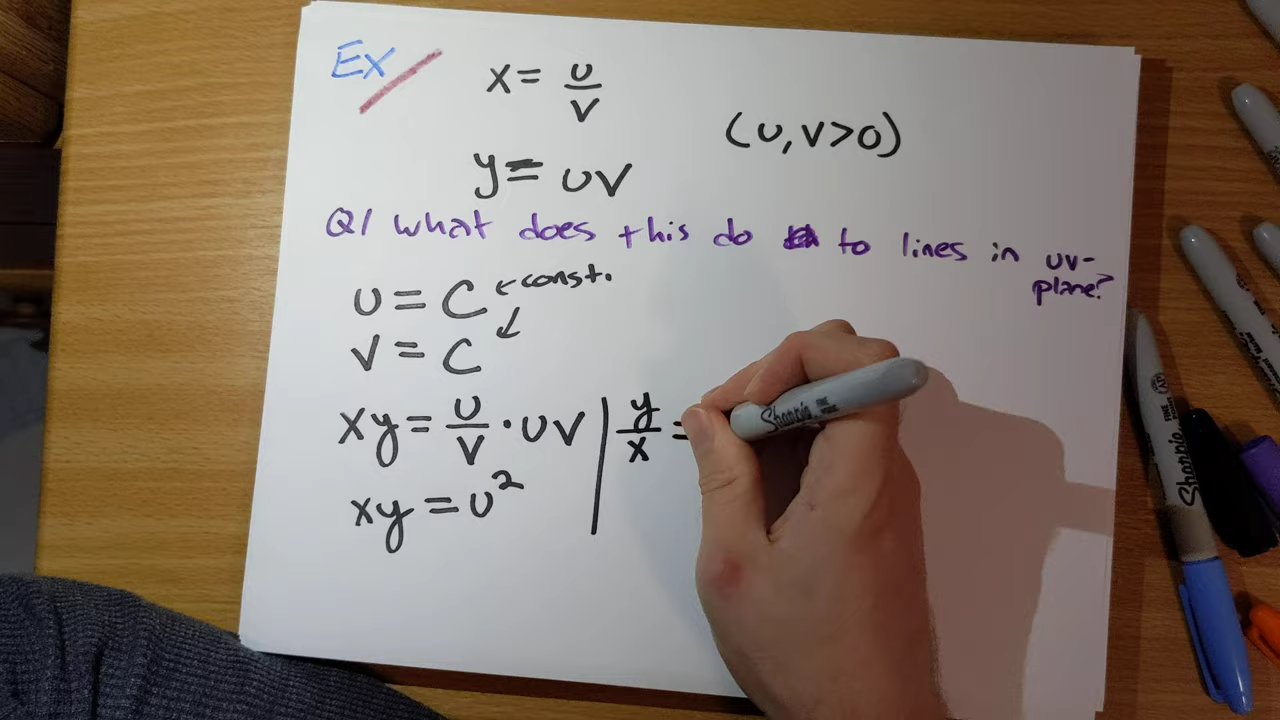 Ex
x = u/v
(u, v > 0)
y = uv
Q/ What does this do to lines in uv-
plane?
u = C ← const.
v = C ↙
xy = u/v · uv | y/x =
xy = u²
Sharpie
Sharpie